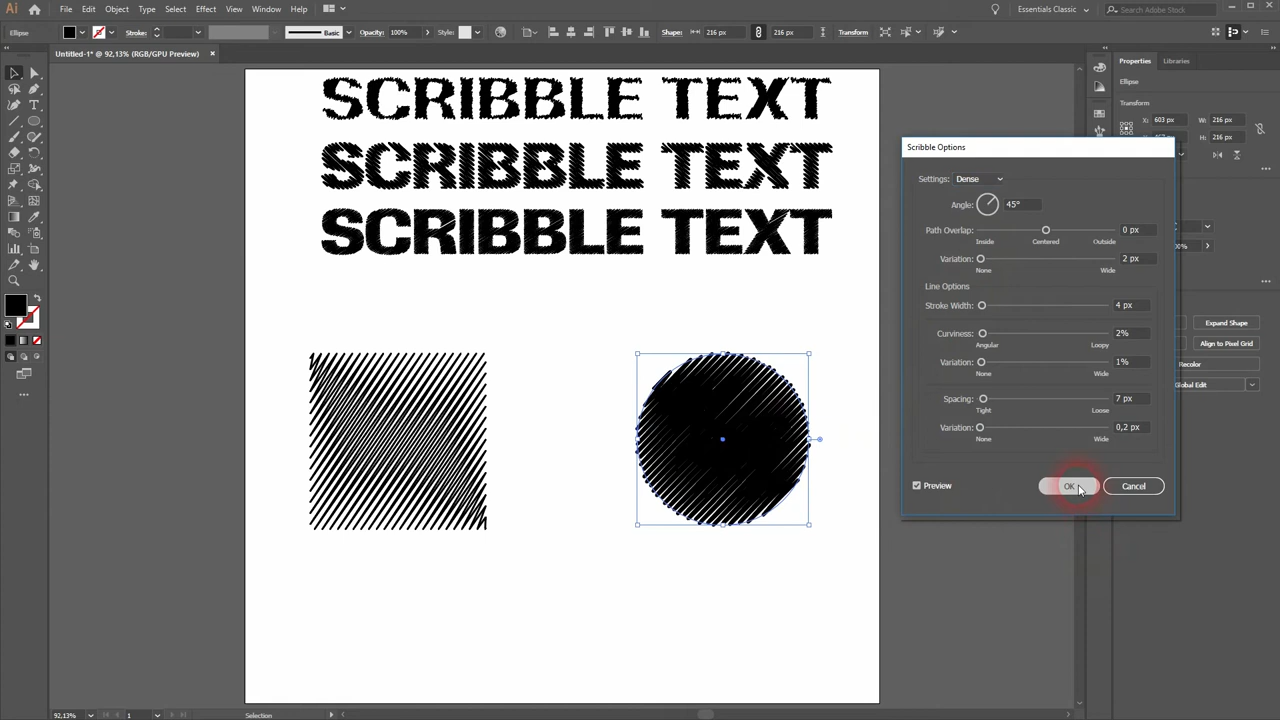 Ai File Edit Object Type Select Effect View Window Help Essentials Classic Search Adobe Stock
Ellipse Stroke: Basic Opacity: 100% Style: Shape: 216 px 216 px Transform
Untitled-1* @ 92,13% (RGB/GPU Preview) ×
Properties Libraries
Ellipse
Transform
X: 603 px W: 216 px
216 px
SCRIBBLE TEXT
SCRIBBLE TEXT
SCRIBBLE TEXT
Scribble Options
Settings: Dense
Angle: 45°
Path Overlap: 0 px
Inside Centered Outside
Variation: 2 px
None Wide
Line Options
Stroke Width: 4 px
Curviness: 2%
Angular Loopy
Variation: 1%
None Wide
Spacing: 7 px
Tight Loose
Variation: 0,2 px
None Wide
Preview OK Cancel
Expand Shape
Align to Pixel Grid
Recolor
Global Edit
92,13% 1 Selection